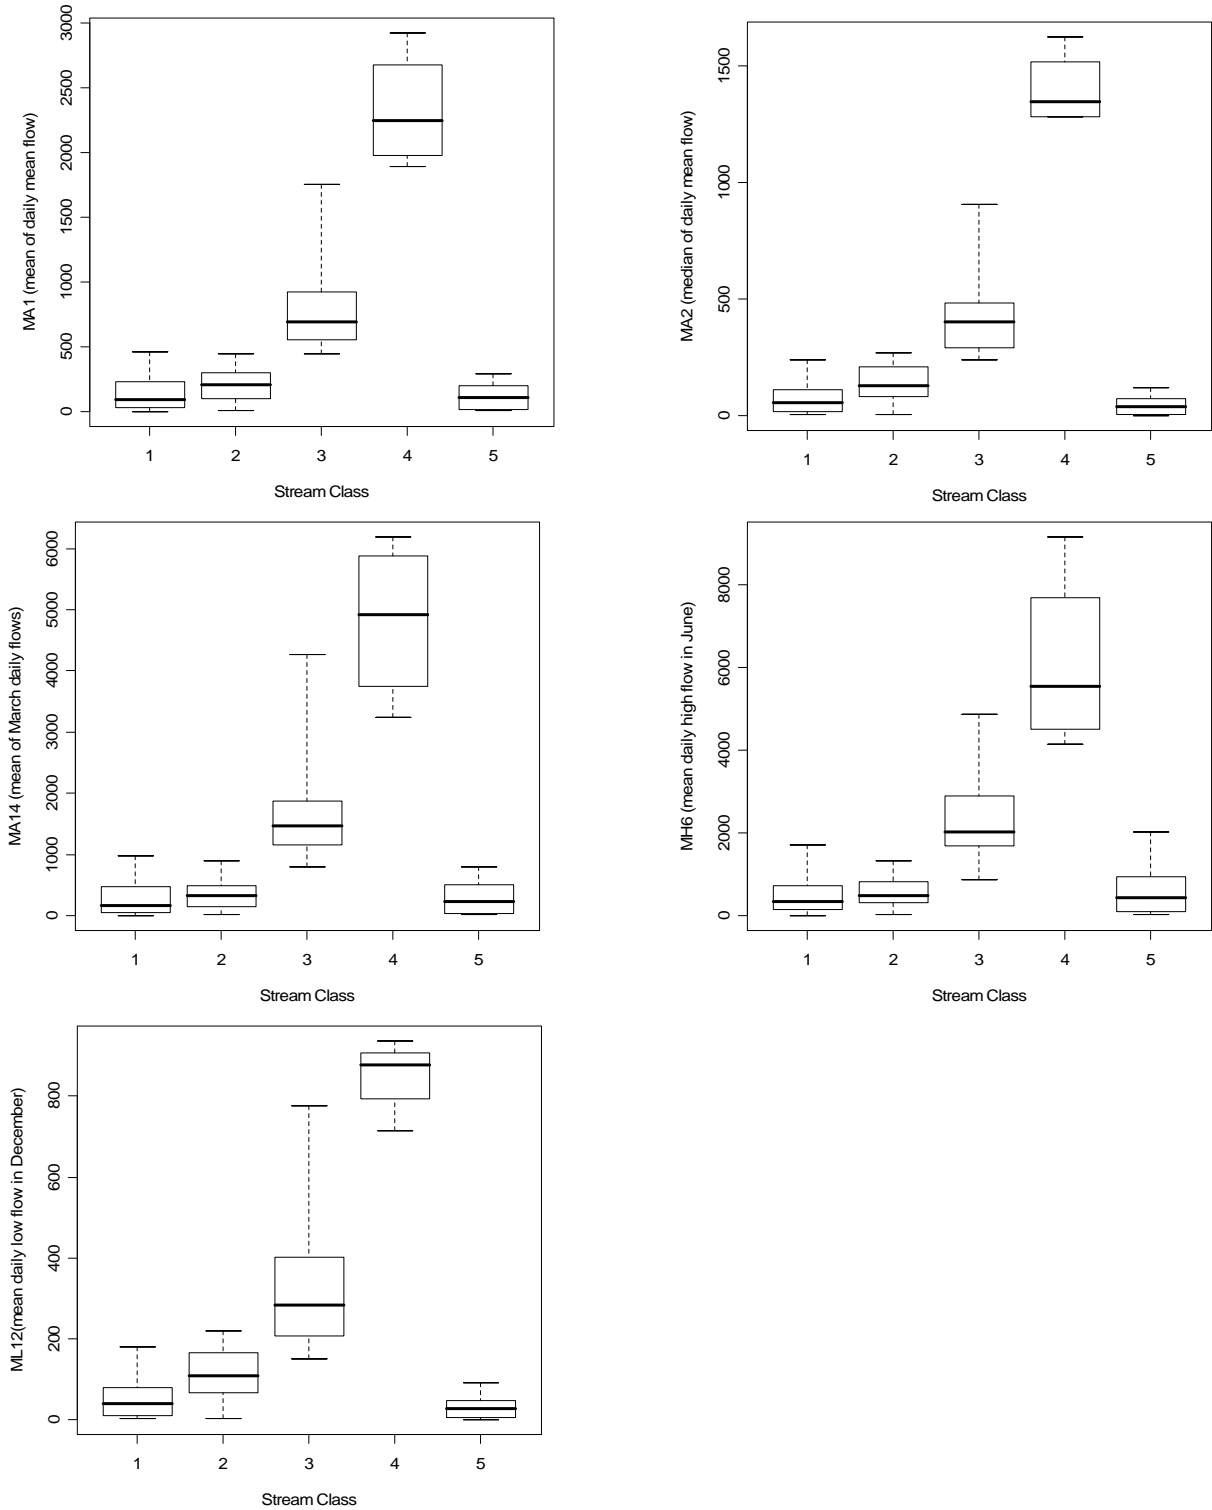 MA1 (mean of daily mean flow)
3000
2500
2000
1500
1000
500
0
1 2 3 4 5
Stream Class
MA2 (median of daily mean flow)
1500
1000
500
0
1 2 3 4 5
Stream Class
MA14 (mean of March daily flows)
6000
5000
4000
3000
2000
1000
0
1 2 3 4 5
Stream Class
MH6 (mean daily high flow in June)
8000
6000
4000
2000
0
1 2 3 4 5
Stream Class
ML12(mean daily low flow in December)
800
600
400
200
0
1 2 3 4 5
Stream Class